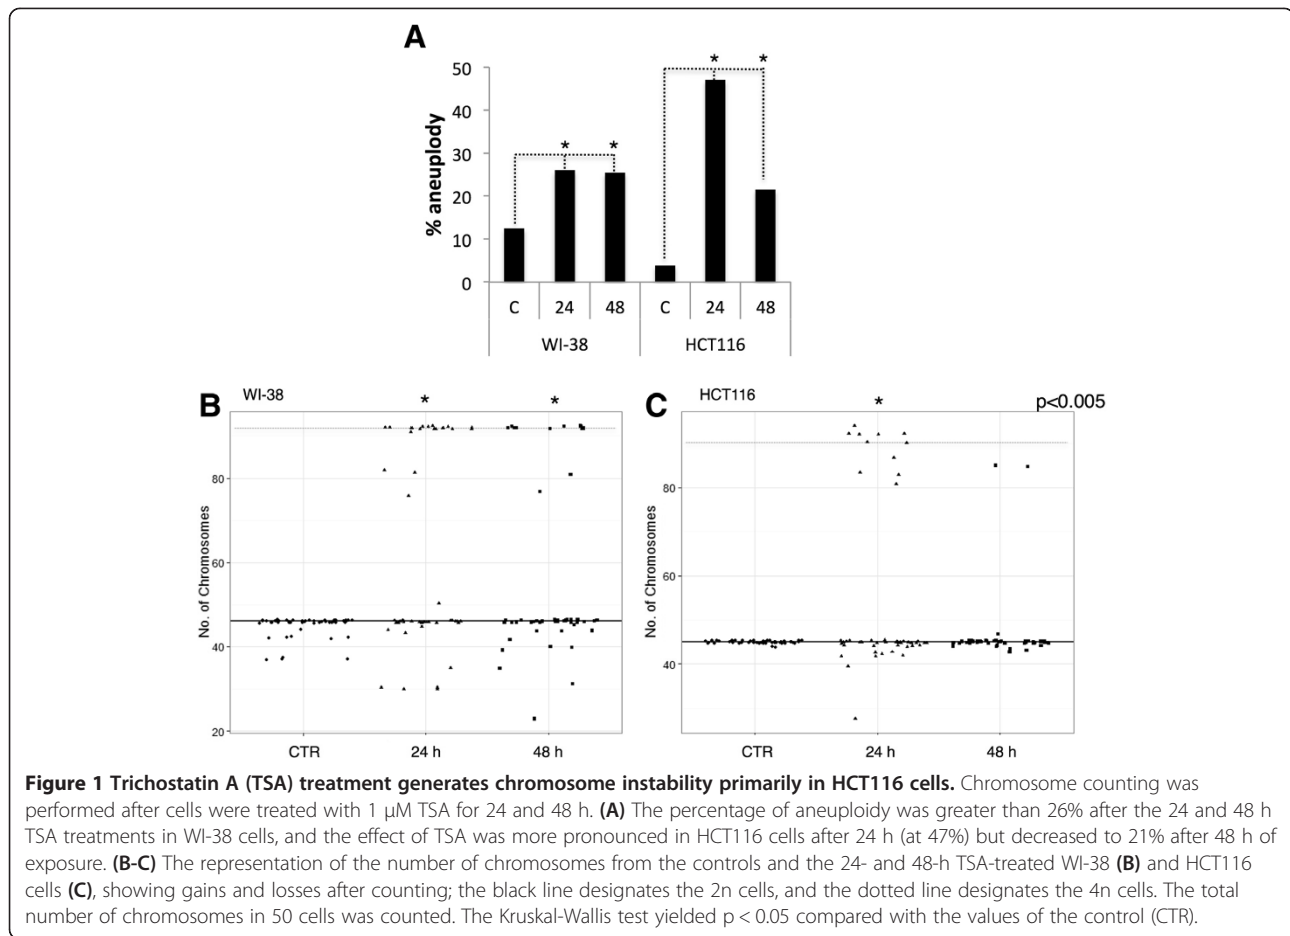 A
% aneuplody
50
40
30
20
10
0
* * * *
C 24 48 C 24 48
WI-38 HCT116
B WI-38 * *
No. of Chromosomes
80
60
40
20
CTR 24 h 48 h
C HCT116 * p<0.005
No. of Chromosomes
80
60
40
CTR 24 h 48 h
Figure 1 Trichostatin A (TSA) treatment generates chromosome instability primarily in HCT116 cells. Chromosome counting was
performed after cells were treated with 1 μM TSA for 24 and 48 h. (A) The percentage of aneuploidy was greater than 26% after the 24 and 48 h
TSA treatments in WI-38 cells, and the effect of TSA was more pronounced in HCT116 cells after 24 h (at 47%) but decreased to 21% after 48 h of
exposure. (B-C) The representation of the number of chromosomes from the controls and the 24- and 48-h TSA-treated WI-38 (B) and HCT116
cells (C), showing gains and losses after counting; the black line designates the 2n cells, and the dotted line designates the 4n cells. The total
number of chromosomes in 50 cells was counted. The Kruskal-Wallis test yielded p < 0.05 compared with the values of the control (CTR).